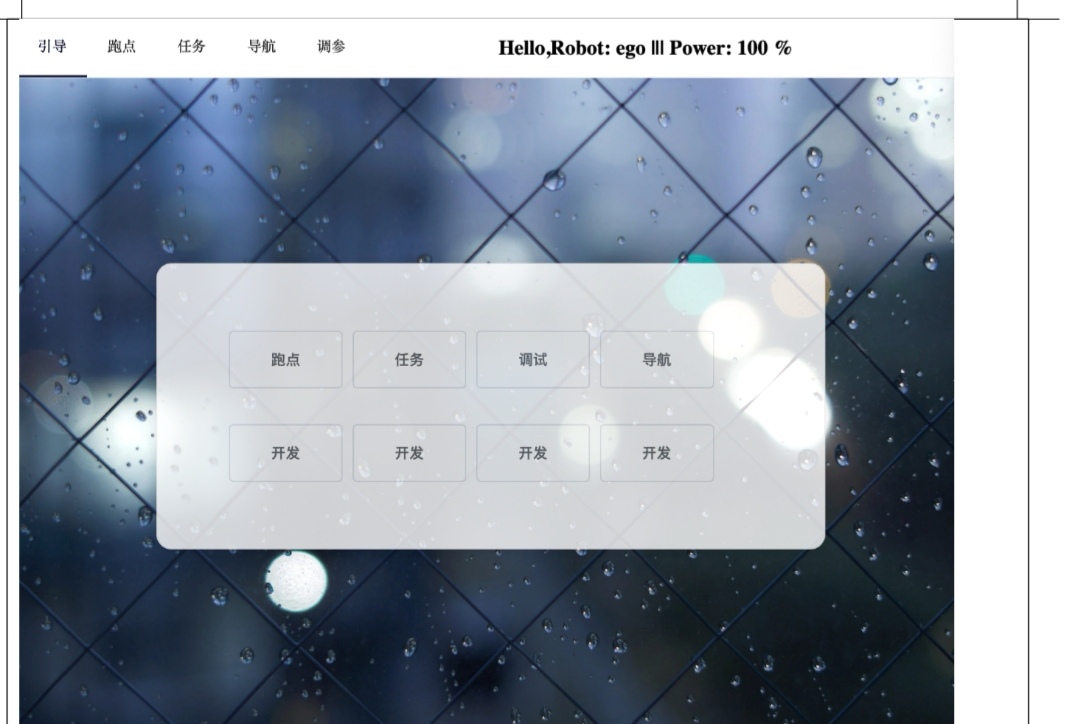 引导 跑点 任务 导航 调参 Hello,Robot: ego ||| Power: 100 %
跑点 任务 调试 导航
开发 开发 开发 开发